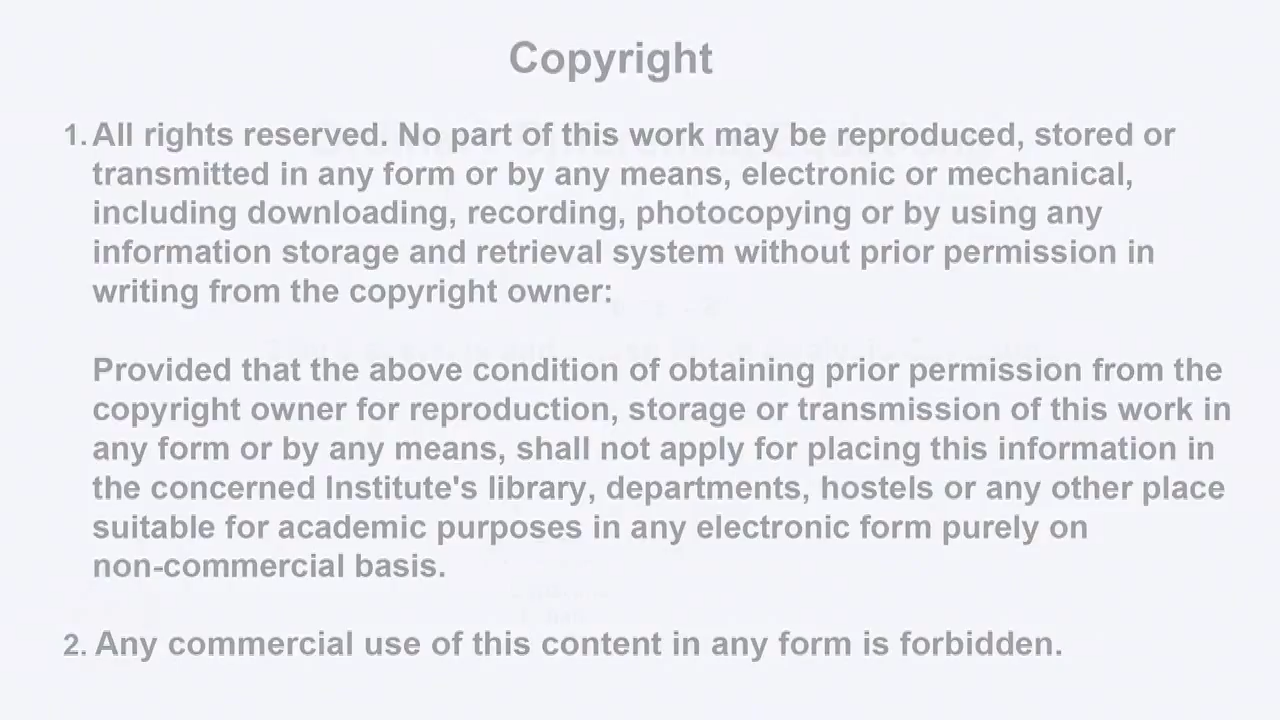 Copyright
1. All rights reserved. No part of this work may be reproduced, stored or
transmitted in any form or by any means, electronic or mechanical,
including downloading, recording, photocopying or by using any
information storage and retrieval system without prior permission in
writing from the copyright owner:
Provided that the above condition of obtaining prior permission from the
copyright owner for reproduction, storage or transmission of this work in
any form or by any means, shall not apply for placing this information in
the concerned Institute's library, departments, hostels or any other place
suitable for academic purposes in any electronic form purely on
non-commercial basis.
2. Any commercial use of this content in any form is forbidden.